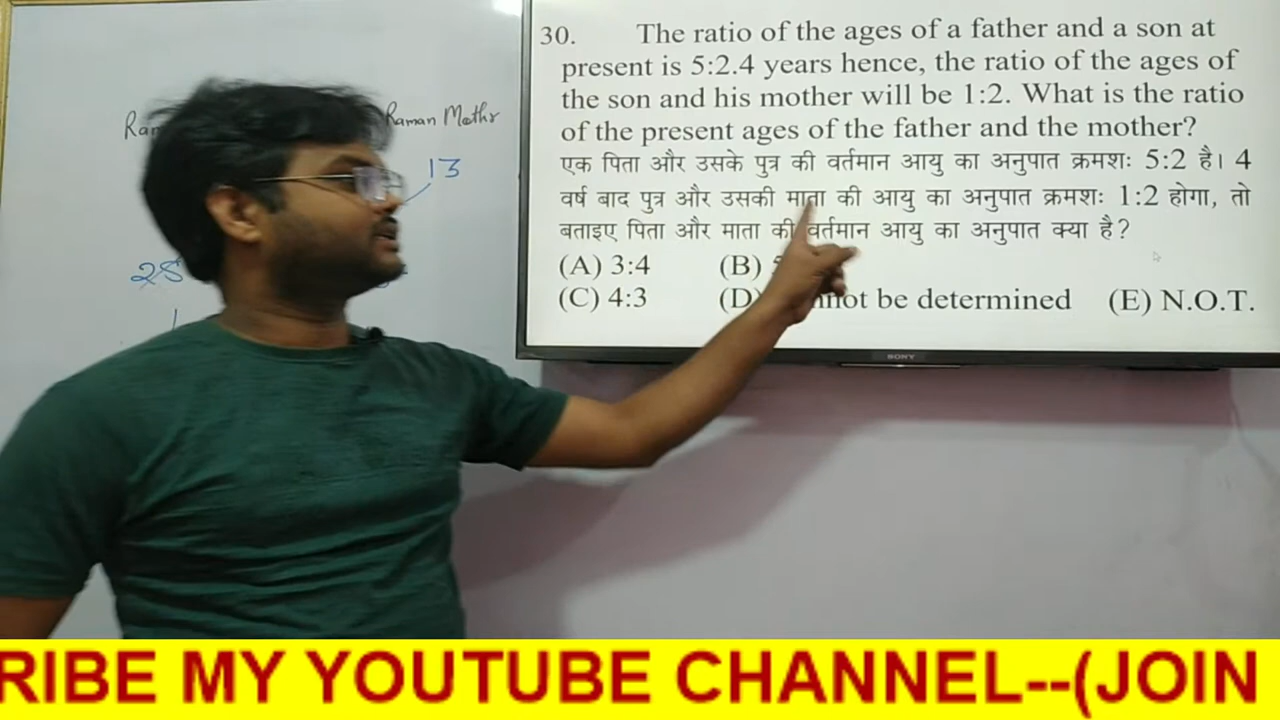 Raman Maths
13
25
30. The ratio of the ages of a father and a son at
present is 5:2.4 years hence, the ratio of the ages of
the son and his mother will be 1:2. What is the ratio
of the present ages of the father and the mother?
एक पिता और उसके पुत्र की वर्तमान आयु का अनुपात क्रमशः 5:2 है। 4
वर्ष बाद पुत्र और उसकी माता की आयु का अनुपात क्रमशः 1:2 होगा, तो
बताइए पिता और माता की वर्तमान आयु का अनुपात क्या है?
(A) 3:4 (B)
(C) 4:3 (D) be determined (E) N.O.T.
SONY
RIBE MY YOUTUBE CHANNEL--(JOIN